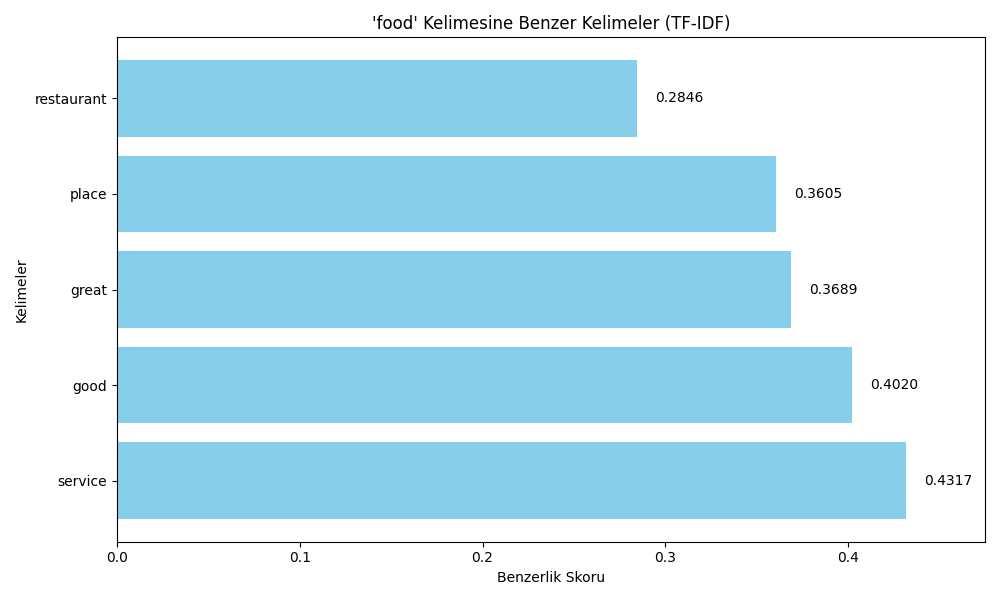 'food' Kelimesine Benzer Kelimeler (TF-IDF)
Kelimeler
restaurant 0.2846
place 0.3605
great 0.3689
good 0.4020
service 0.4317
0.0 0.1 0.2 0.3 0.4
Benzerlik Skoru